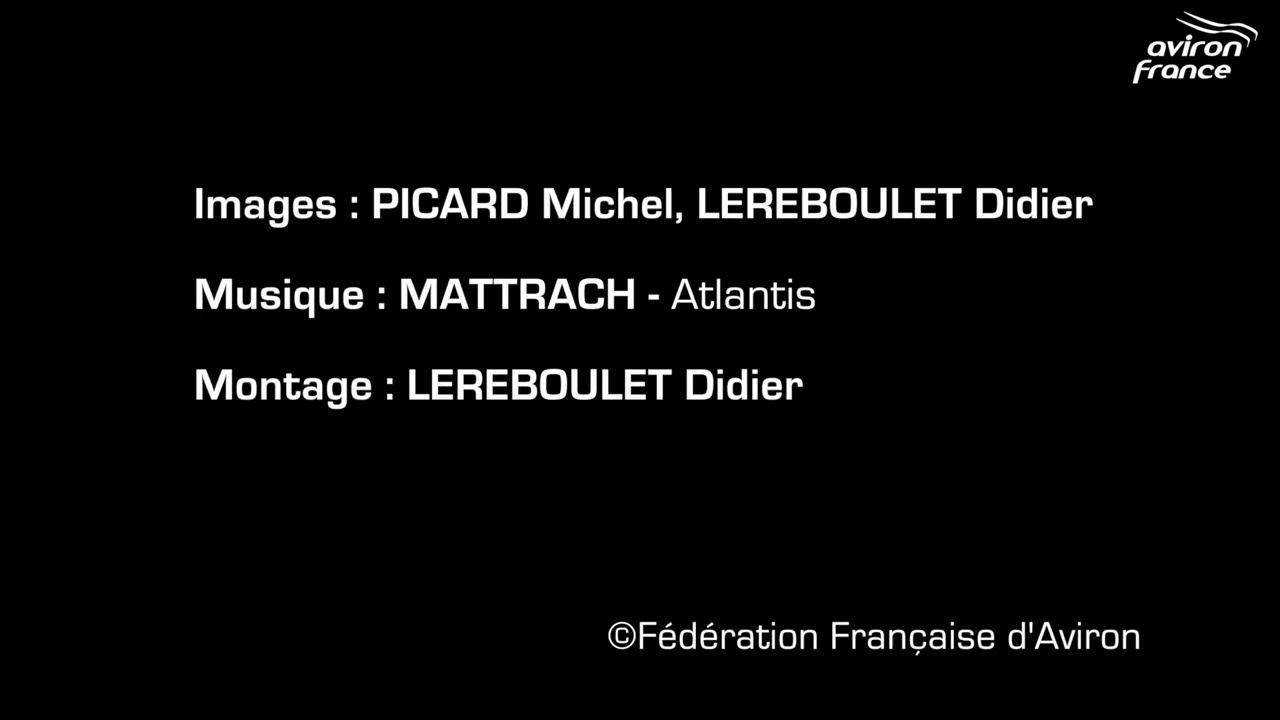 aviron
france
Images : PICARD Michel, LEREBOULET Didier
Musique : MATTRACH - Atlantis
Montage : LEREBOULET Didier
©Fédération Française d'Aviron